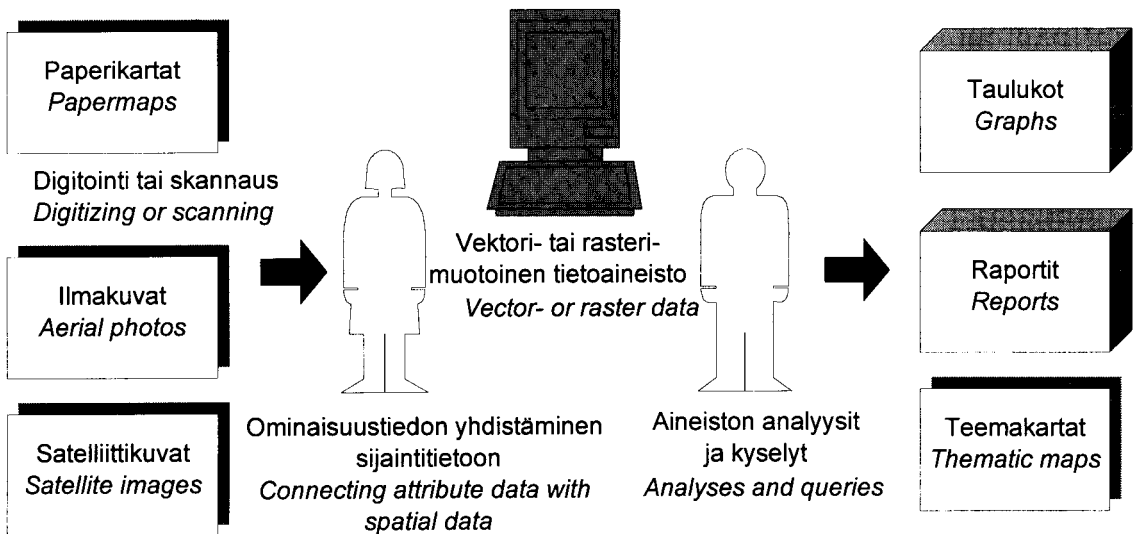 Paperikartat
Papermaps
Digitointi tai skannaus
Digitizing or scanning
Ilmakuvat
Aerial photos
Satelliittikuvat
Satellite images
Vektori- tai rasteri-
muotoinen tietoaineisto
Vector- or raster data
Ominaisuustiedon yhdistäminen
sijaintitietoon
Connecting attribute data with
spatial data
Aineiston analyysit
ja kyselyt
Analyses and queries
Taulukot
Graphs
Raportit
Reports
Teemakartat
Thematic maps